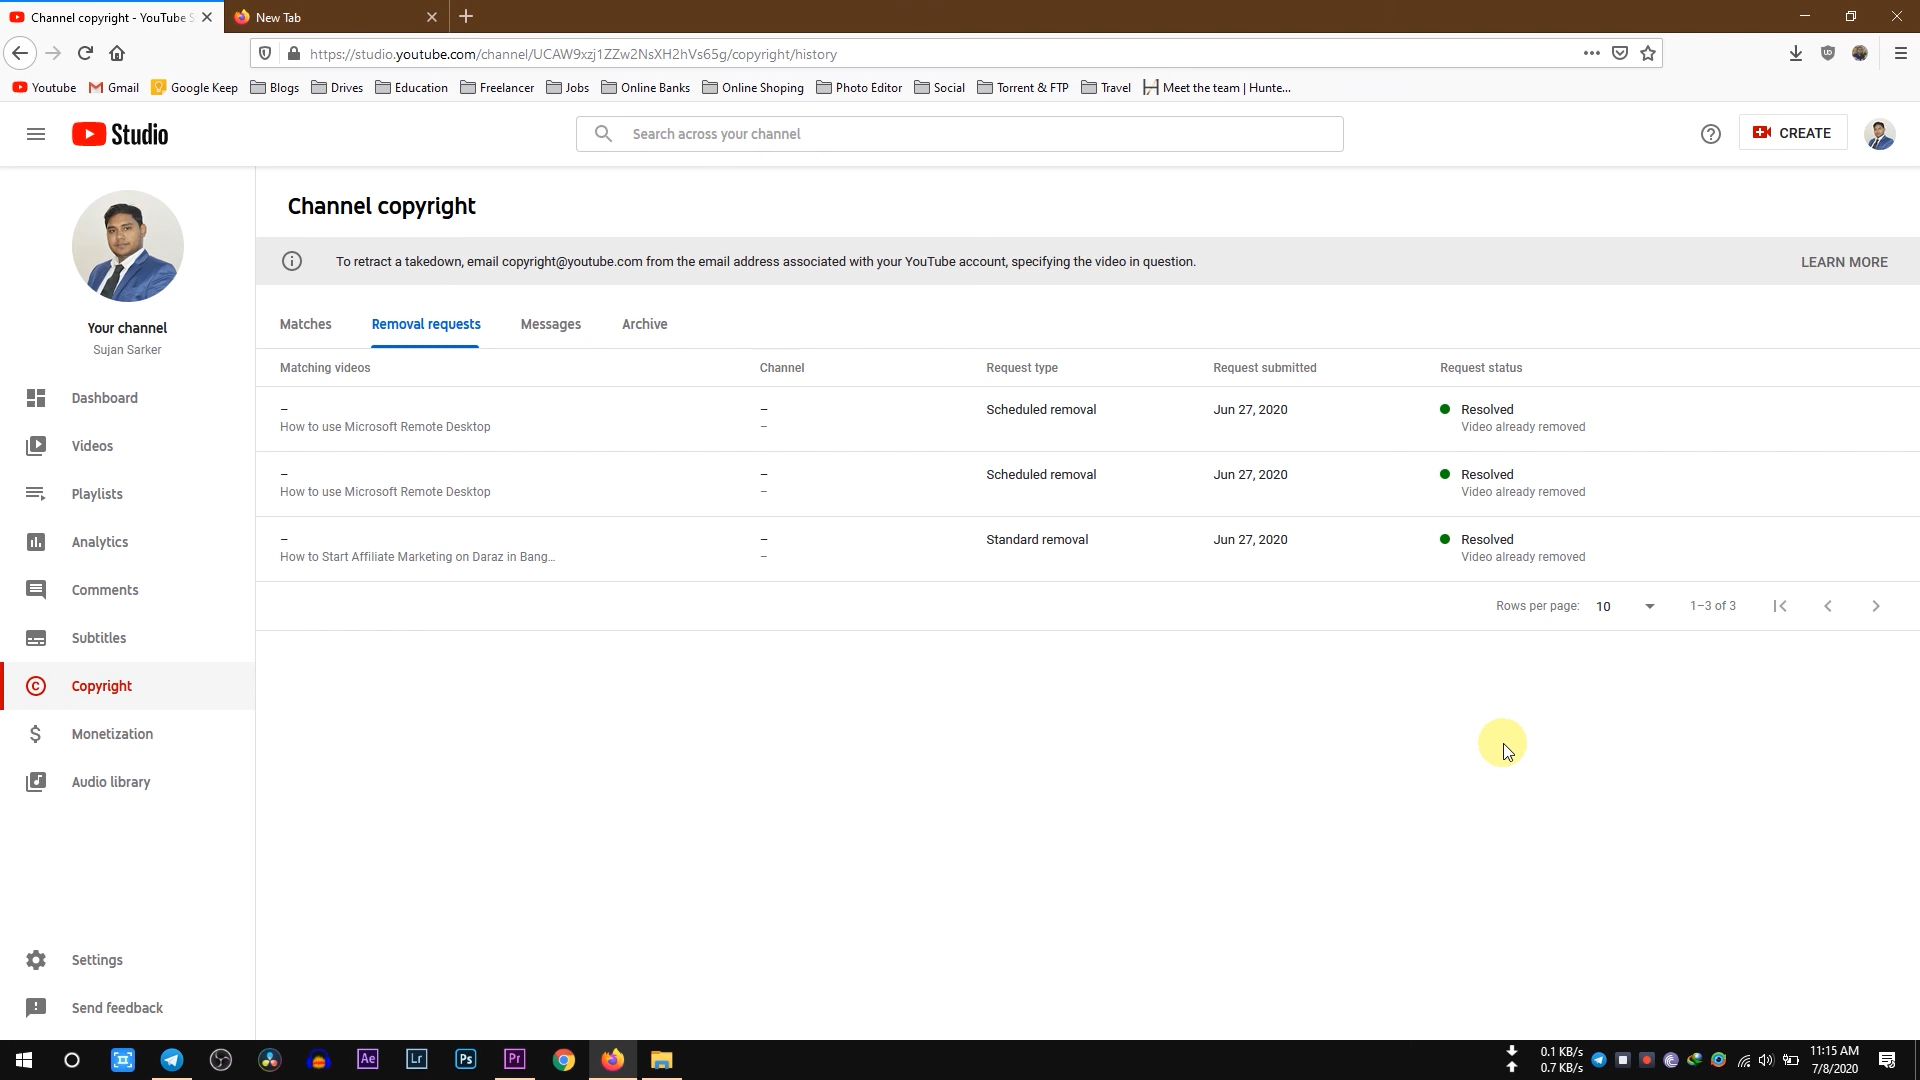 Channel copyright - YouTube S
New Tab
https://studio.youtube.com/channel/UCAW9xzj1ZZw2NsXH2hVs65g/copyright/history
Youtube
Gmail
Google Keep
Blogs
Drives
Education
Freelancer
Jobs
Online Banks
Online Shoping
Photo Editor
Social
Torrent & FTP
Travel
Meet the team | Hunte...
Studio
Search across your channel
CREATE
Your channel
Sujan Sarker
Dashboard
Videos
Playlists
Analytics
Comments
Subtitles
Copyright
Monetization
Audio library
Settings
Send feedback
Channel copyright
To retract a takedown, email copyright@youtube.com from the email address associated with your YouTube account, specifying the video in question.
LEARN MORE
Matches
Removal requests
Messages
Archive
Matching videos
Channel
Request type
Request submitted
Request status
– – Scheduled removal Jun 27, 2020 Resolved
How to use Microsoft Remote Desktop – Video already removed
– – Scheduled removal Jun 27, 2020 Resolved
How to use Microsoft Remote Desktop – Video already removed
– – Standard removal Jun 27, 2020 Resolved
How to Start Affiliate Marketing on Daraz in Bang... – Video already removed
Rows per page: 10 1–3 of 3
Ae
Lr
Ps
Pr
0.1 KB/s
0.7 KB/s
11:15 AM
7/8/2020